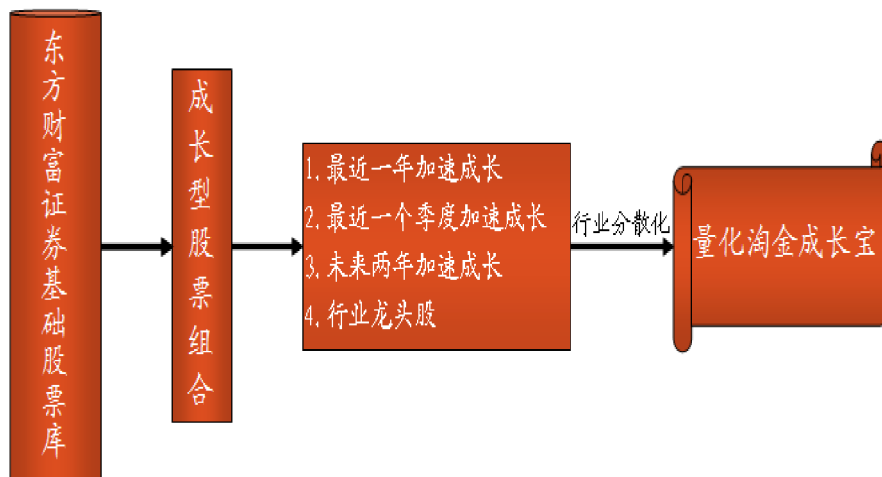 东方财富证券基础股票库
成长型股票组合
1.最近一年加速成长
2.最近一个季度加速成长
3.未来两年加速成长
4.行业龙头股
行业分散化
量化淘金成长宝